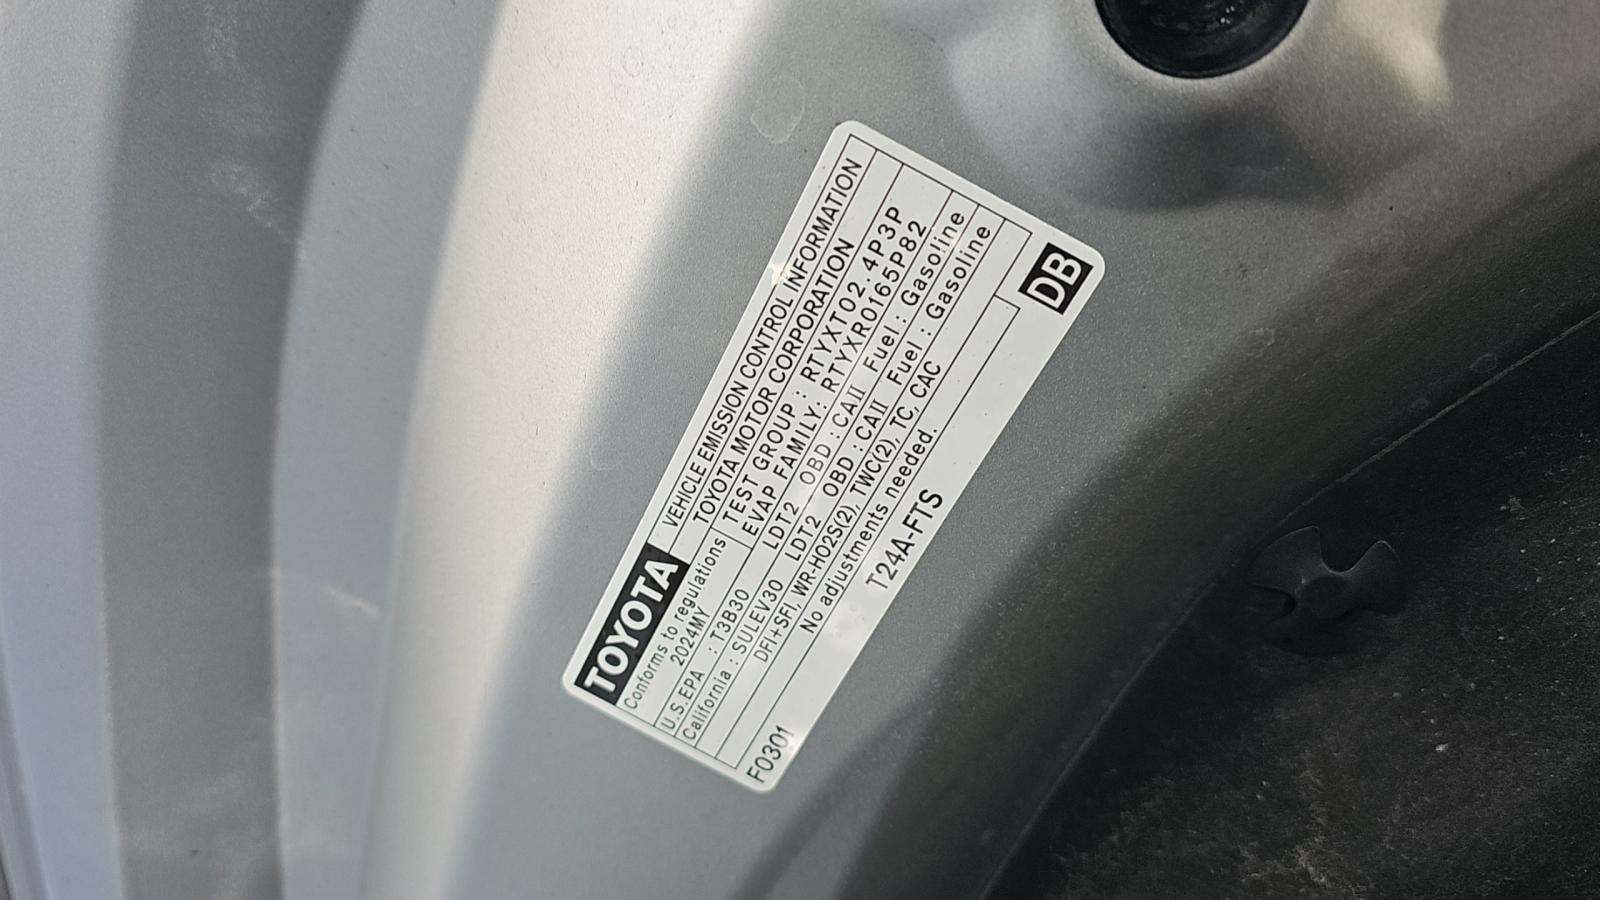 TOYOTA VEHICLE EMISSION CONTROL INFORMATION
Conforms to regulations TOYOTA MOTOR CORPORATION
2024MY TEST GROUP : RTYXT02.4P3P
EVAP FAMILY: RTYXR0165P82
U.S.EPA : T3B30 LDT2 OBD : CAII Fuel : Gasoline
California : SULEV30 LDT2 OBD : CAII Fuel : Gasoline
DFI+SFI, WR-HO2S(2), TWC(2), TC, CAC
No adjustments needed.
F0301 T24A-FTS DB